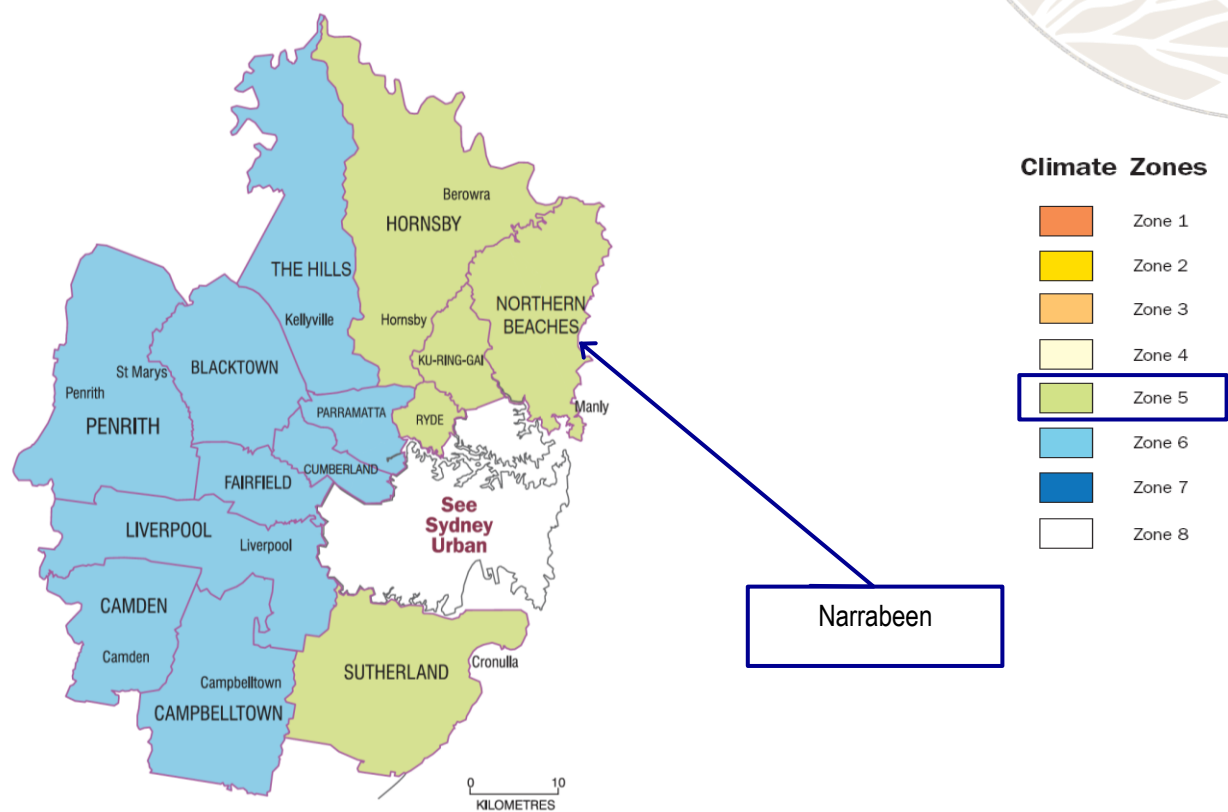 Berowra
HORNSBY
THE HILLS
Kellyville
Hornsby
NORTHERN
BEACHES
KU-RING-GAI
St Marys
BLACKTOWN
Penrith
PENRITH
PARRAMATTA
RYDE
Manly
CUMBERLAND
FAIRFIELD
See
Sydney
Urban
LIVERPOOL
Liverpool
CAMDEN
Camden
Campbelltown
CAMPBELLTOWN
SUTHERLAND
Cronulla
0 10
KILOMETRES
Narrabeen
Climate Zones
Zone 1
Zone 2
Zone 3
Zone 4
Zone 5
Zone 6
Zone 7
Zone 8